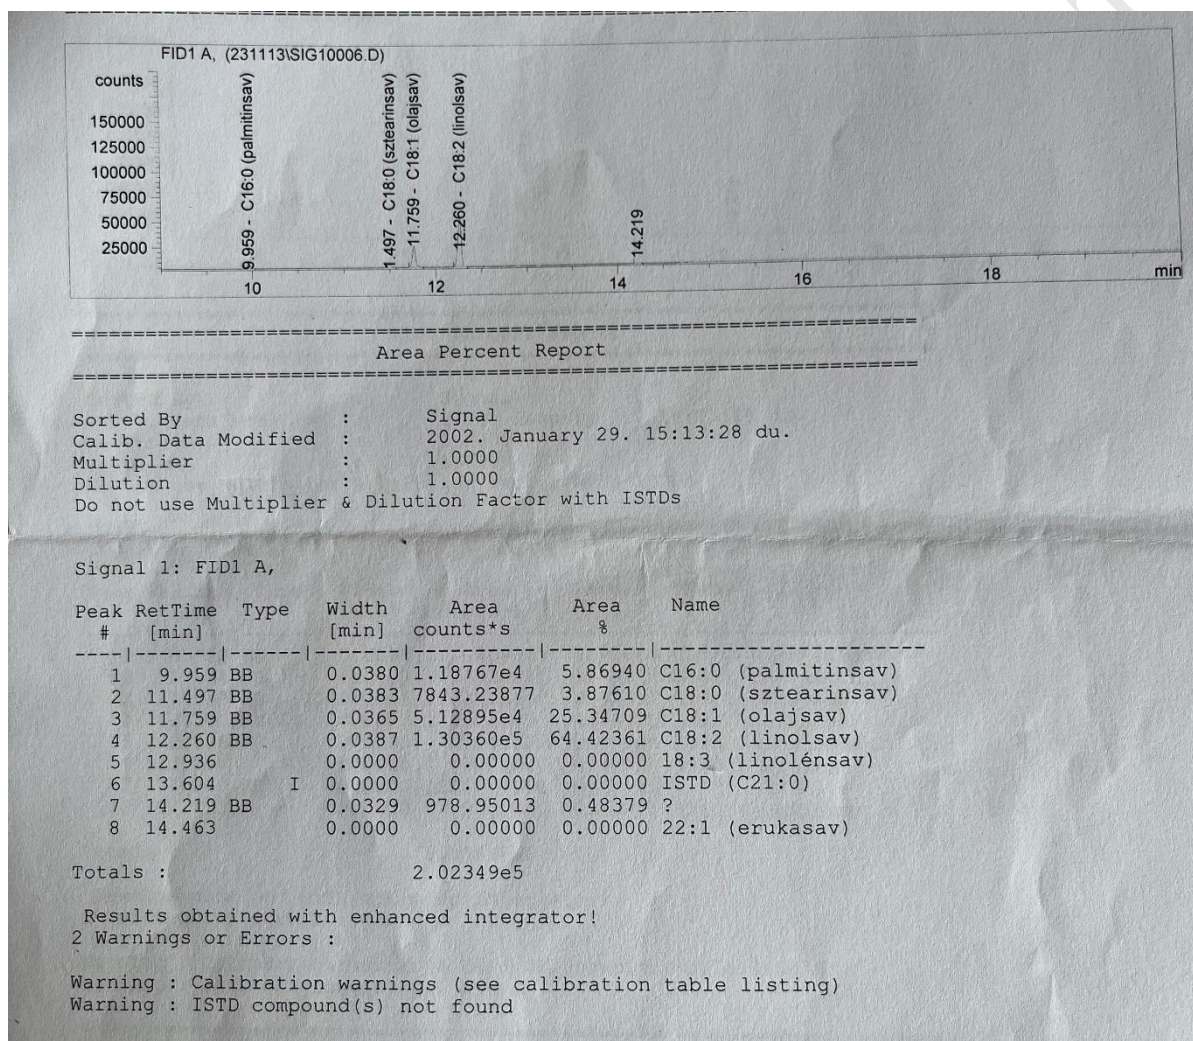 FID1 A, (231113\SIG10006.D)
counts
150000
125000
100000
75000
50000
25000
9.959 - C16:0 (palmitinsav)
1.497 - C18:0 (sztearinsav)
11.759 - C18:1 (olajsav)
12.260 - C18:2 (linolsav)
14.219
10 12 14 16 18 min
=====================================================================
Area Percent Report
=====================================================================
Sorted By : Signal
Calib. Data Modified : 2002. January 29. 15:13:28 du.
Multiplier : 1.0000
Dilution : 1.0000
Do not use Multiplier & Dilution Factor with ISTDs
Signal 1: FID1 A,
Peak RetTime Type Width Area Area Name
# [min] [min] counts*s %
----|-------|------|-------|----------|--------|---------------------
1 9.959 BB 0.0380 1.18767e4 5.86940 C16:0 (palmitinsav)
2 11.497 BB 0.0383 7843.23877 3.87610 C18:0 (sztearinsav)
3 11.759 BB 0.0365 5.12895e4 25.34709 C18:1 (olajsav)
4 12.260 BB 0.0387 1.30360e5 64.42361 C18:2 (linolsav)
5 12.936 0.0000 0.00000 0.00000 18:3 (linolénsav)
6 13.604 I 0.0000 0.00000 0.00000 ISTD (C21:0)
7 14.219 BB 0.0329 978.95013 0.48379 ?
8 14.463 0.0000 0.00000 0.00000 22:1 (erukasav)
Totals : 2.02349e5
Results obtained with enhanced integrator!
2 Warnings or Errors :
Warning : Calibration warnings (see calibration table listing)
Warning : ISTD compound(s) not found